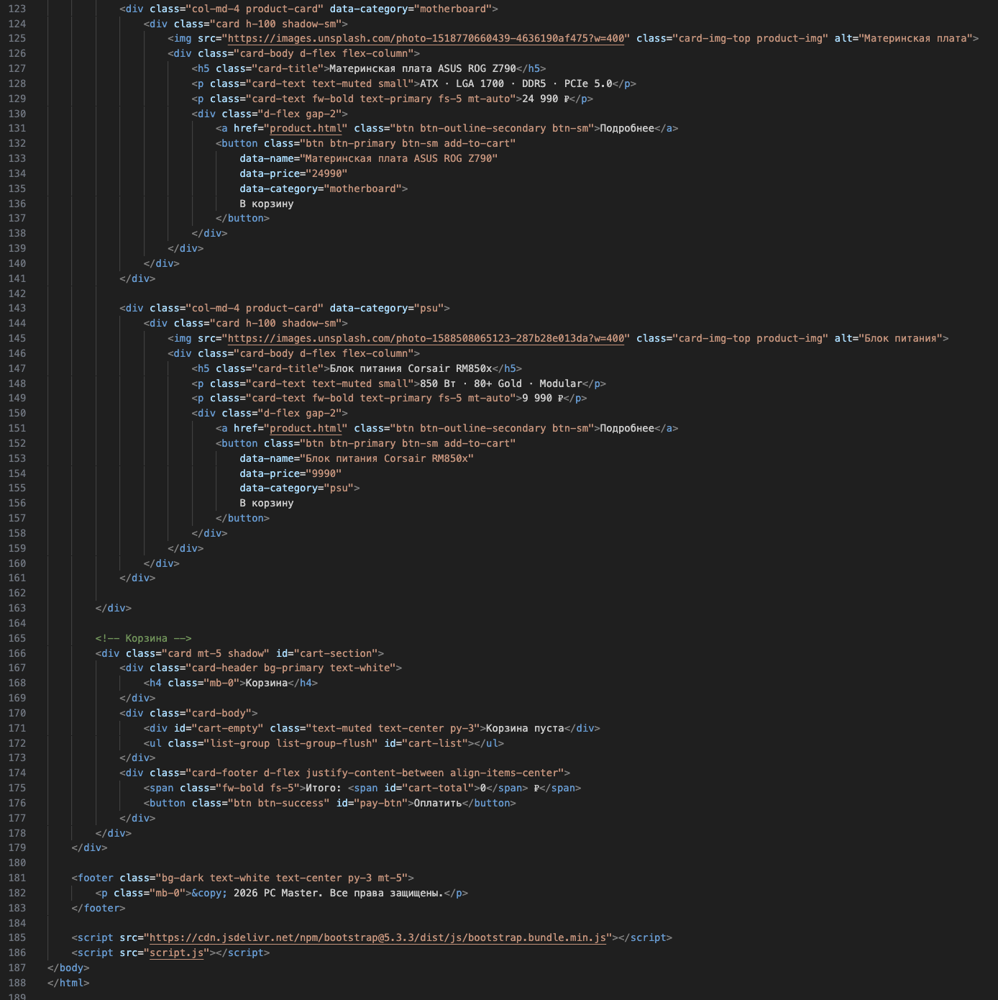 123 <div class="col-md-4 product-card" data-category="motherboard">
124 <div class="card h-100 shadow-sm">
125 <img src="https://images.unsplash.com/photo-1518770660439-4636190af475?w=400" class="card-img-top product-img" alt="Материнская плата">
126 <div class="card-body d-flex flex-column">
127 <h5 class="card-title">Материнская плата ASUS ROG Z790</h5>
128 <p class="card-text text-muted small">ATX · LGA 1700 · DDR5 · PCIe 5.0</p>
129 <p class="card-text fw-bold text-primary fs-5 mt-auto">24 990 ₽</p>
130 <div class="d-flex gap-2">
131 <a href="product.html" class="btn btn-outline-secondary btn-sm">Подробнее</a>
132 <button class="btn btn-primary btn-sm add-to-cart"
133 data-name="Материнская плата ASUS ROG Z790"
134 data-price="24990"
135 data-category="motherboard">
136 В корзину
137 </button>
138 </div>
139 </div>
140 </div>
141 </div>
142
143 <div class="col-md-4 product-card" data-category="psu">
144 <div class="card h-100 shadow-sm">
145 <img src="https://images.unsplash.com/photo-1588508065123-287b28e013da?w=400" class="card-img-top product-img" alt="Блок питания">
146 <div class="card-body d-flex flex-column">
147 <h5 class="card-title">Блок питания Corsair RM850x</h5>
148 <p class="card-text text-muted small">850 Вт · 80+ Gold · Modular</p>
149 <p class="card-text fw-bold text-primary fs-5 mt-auto">9 990 ₽</p>
150 <div class="d-flex gap-2">
151 <a href="product.html" class="btn btn-outline-secondary btn-sm">Подробнее</a>
152 <button class="btn btn-primary btn-sm add-to-cart"
153 data-name="Блок питания Corsair RM850x"
154 data-price="9990"
155 data-category="psu">
156 В корзину
157 </button>
158 </div>
159 </div>
160 </div>
161 </div>
162
163 </div>
164
165 <!-- Корзина -->
166 <div class="card mt-5 shadow" id="cart-section">
167 <div class="card-header bg-primary text-white">
168 <h4 class="mb-0">Корзина</h4>
169 </div>
170 <div class="card-body">
171 <div id="cart-empty" class="text-muted text-center py-3">Корзина пуста</div>
172 <ul class="list-group list-group-flush" id="cart-list"></ul>
173 </div>
174 <div class="card-footer d-flex justify-content-between align-items-center">
175 <span class="fw-bold fs-5">Итого: <span id="cart-total">0</span> ₽</span>
176 <button class="btn btn-success" id="pay-btn">Оплатить</button>
177 </div>
178 </div>
179 </div>
180
181 <footer class="bg-dark text-white text-center py-3 mt-5">
182 <p class="mb-0">&copy; 2026 PC Master. Все права защищены.</p>
183 </footer>
184
185 <script src="https://cdn.jsdelivr.net/npm/bootstrap@5.3.3/dist/js/bootstrap.bundle.min.js"></script>
186 <script src="script.js"></script>
187 </body>
188 </html>
189